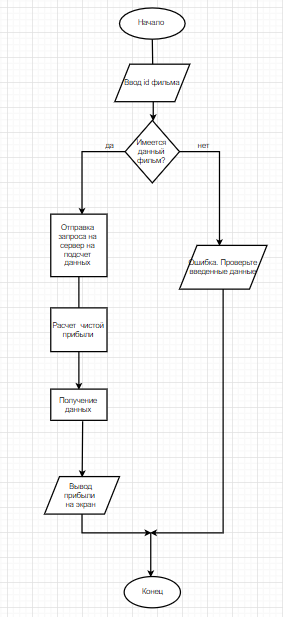 Начало
Ввод id фильма
Имеется
данный
фильм?
да
нет
Отправка
запроса на
сервер на
подсчет
данных
Ошибка. Проверьте
введенные данные
Расчет чистой
прибыли
Получение
данных
Вывод
прибыли
на экран
Конец